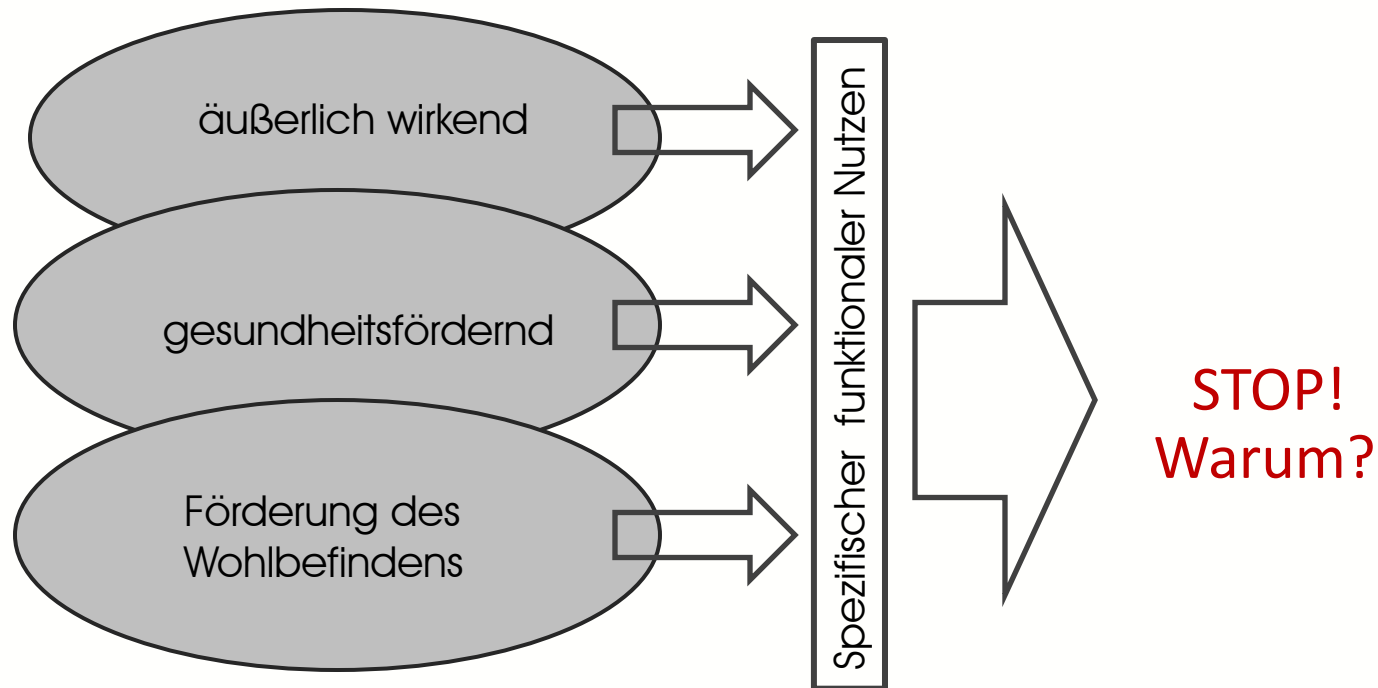 äußerlich wirkend
gesundheitsfördernd
Förderung des
Wohlbefindens
Spezifischer funktionaler Nutzen
STOP!
Warum?